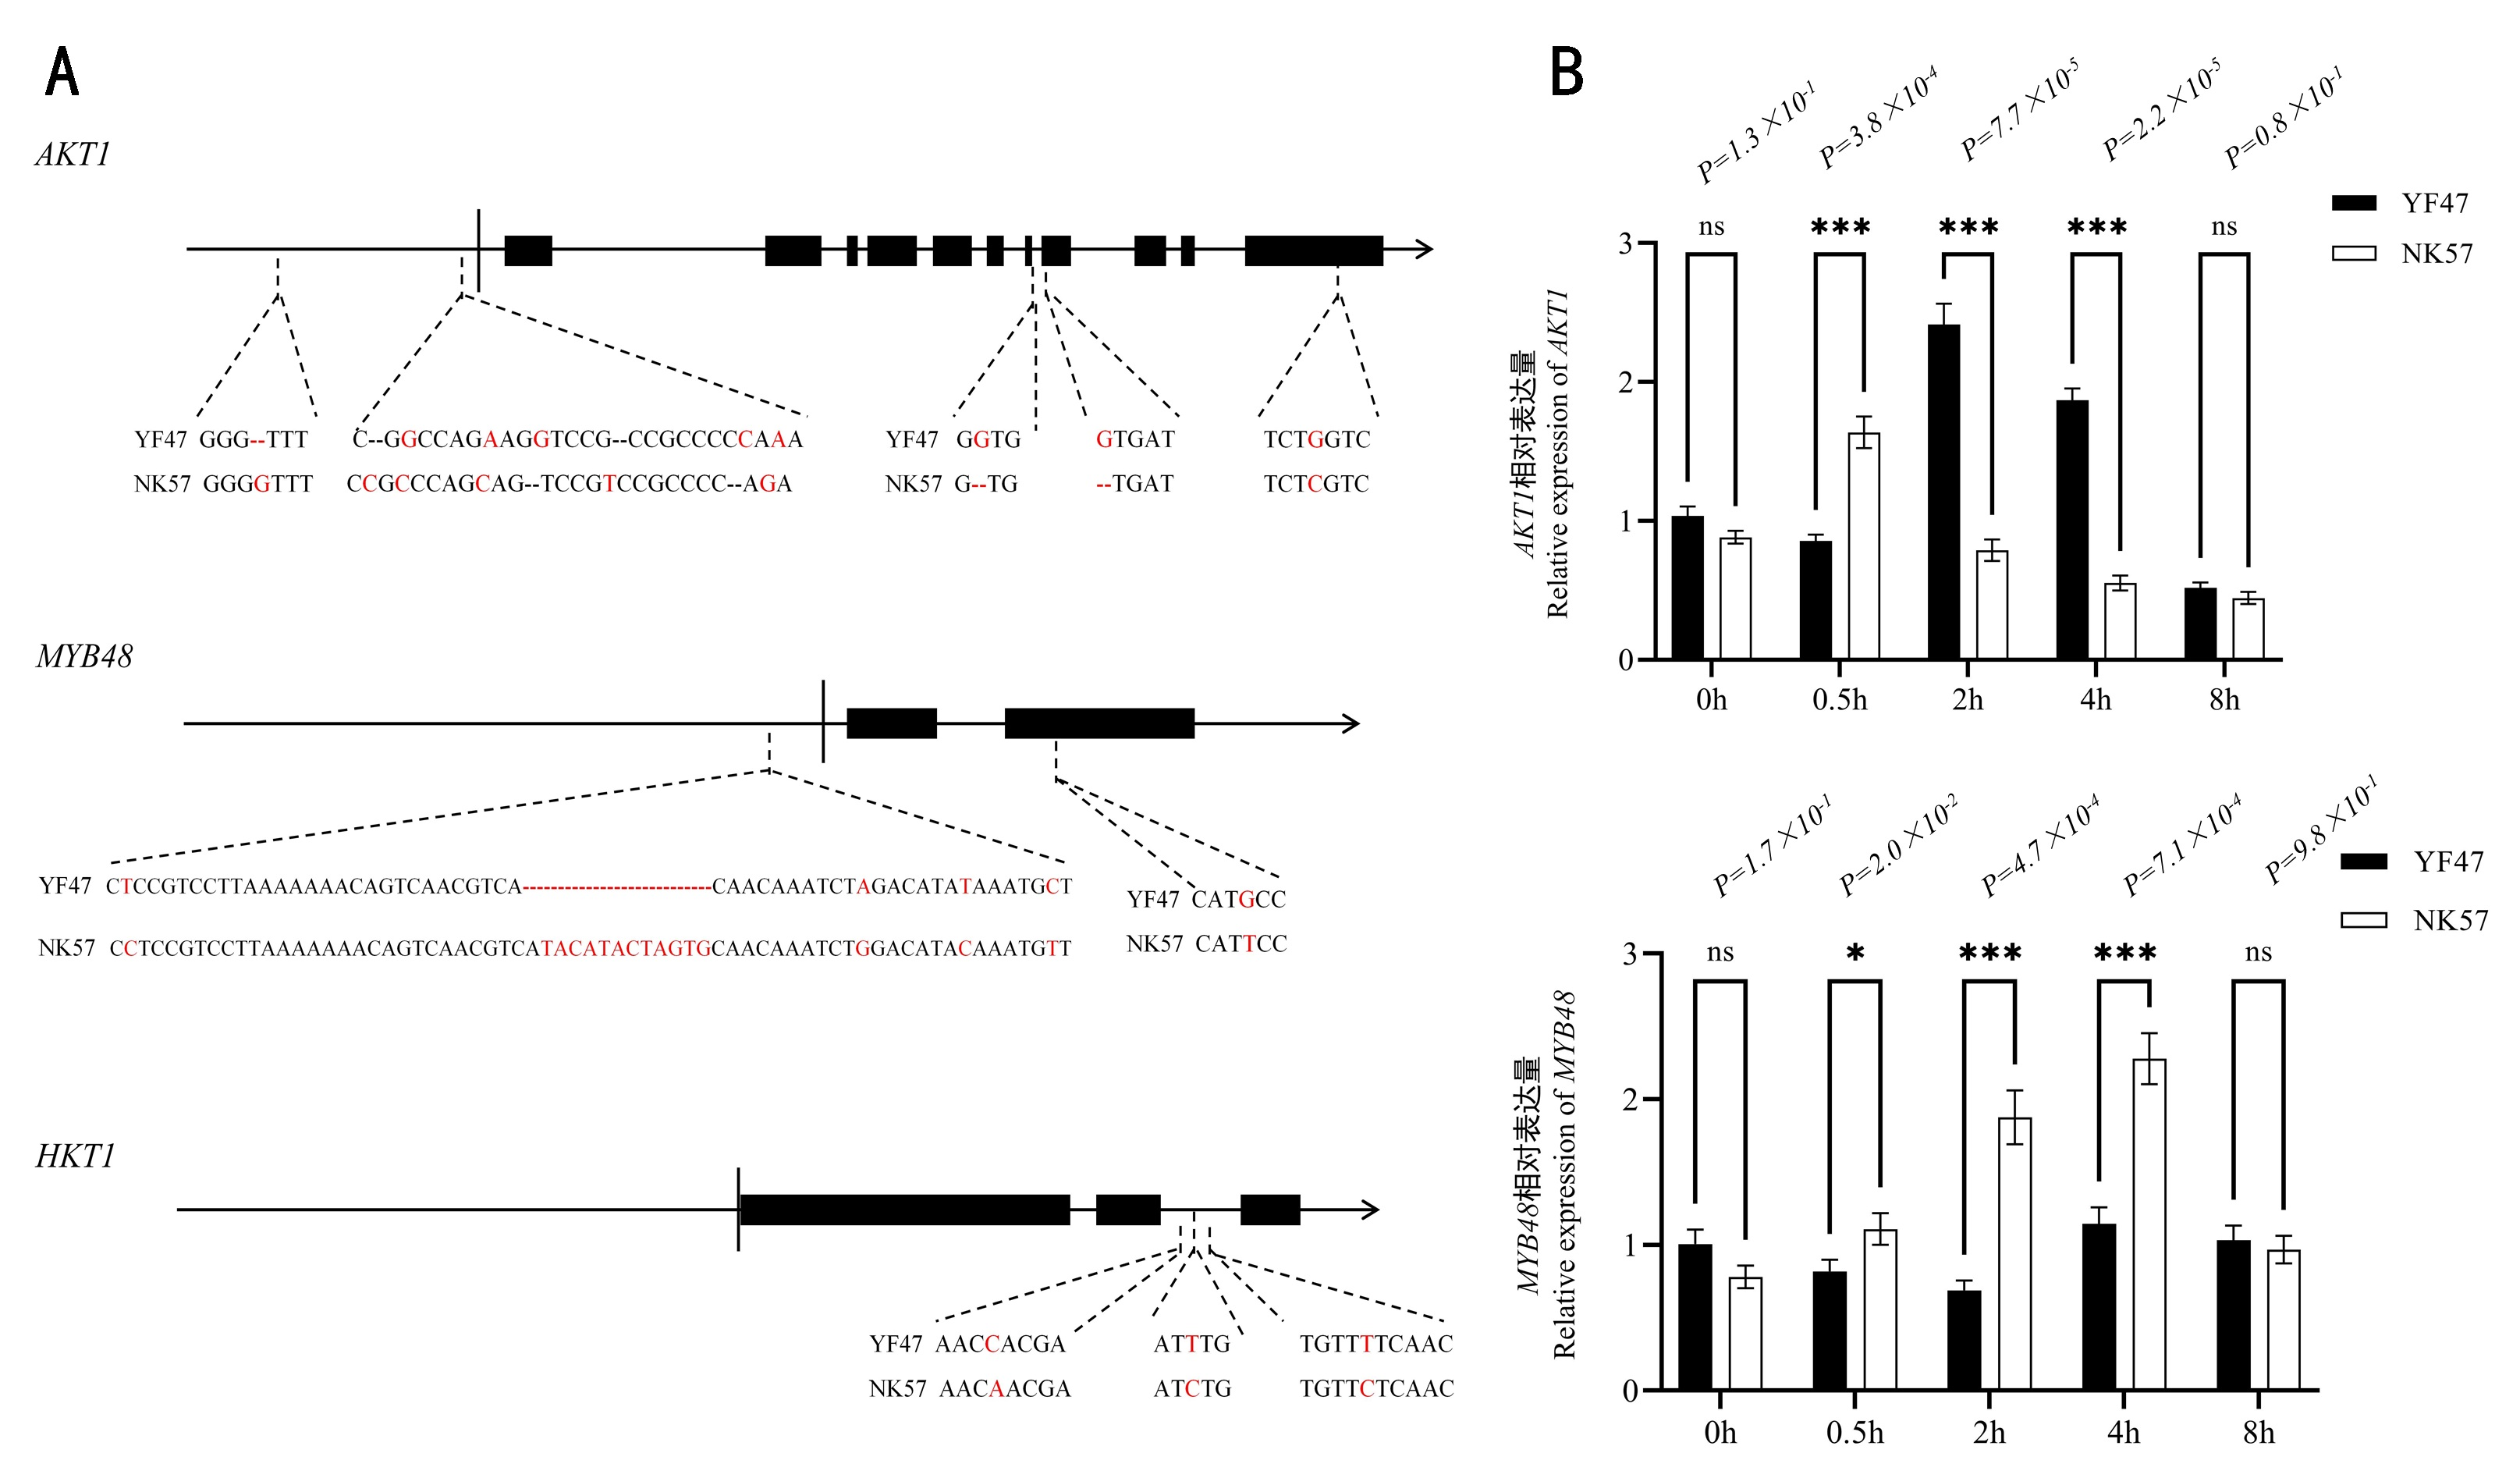 A
AKT1
YF47 GGG--TTT C--GGCCAGAAGGTCCG--CCGCCCCCAAA YF47 GGTG GTGAT TCTGGTC
NK57 GGGGTTT CCGCCCAGCAG--TCCGTCCGCCCC--AGA NK57 G--TG --TGAT TCTCGTC
MYB48
YF47 CTCCGTCCTTAAAAAAACAGTCAACGTCA---------------------------CAACAAATCTAGACATATAAATGCT
NK57 CCTCCGTCCTTAAAAAAACAGTCAACGTCATACATACTAGTGCAACAAATCTGGACATACAAATGTT
YF47 CATGCC
NK57 CATTCC
HKT1
YF47 AACCACGA ATTTG TGTTTTCAAC
NK57 AACAACGA ATCTG TGTTCTCAAC
B
P=1.3×10-1 P=3.8×10-4 P=7.7×10-5 P=2.2×10-5 P=0.8×10-1
YF47
NK57
ns *** *** *** ns
AKT1相对表达量
Relative expression of AKT1
3
2
1
0
0h 0.5h 2h 4h 8h
P=1.7×10-1 P=2.0×10-2 P=4.7×10-4 P=7.1×10-4 P=9.8×10-1
YF47
NK57
ns * *** *** ns
MYB48相对表达量
Relative expression of MYB48
3
2
1
0
0h 0.5h 2h 4h 8h